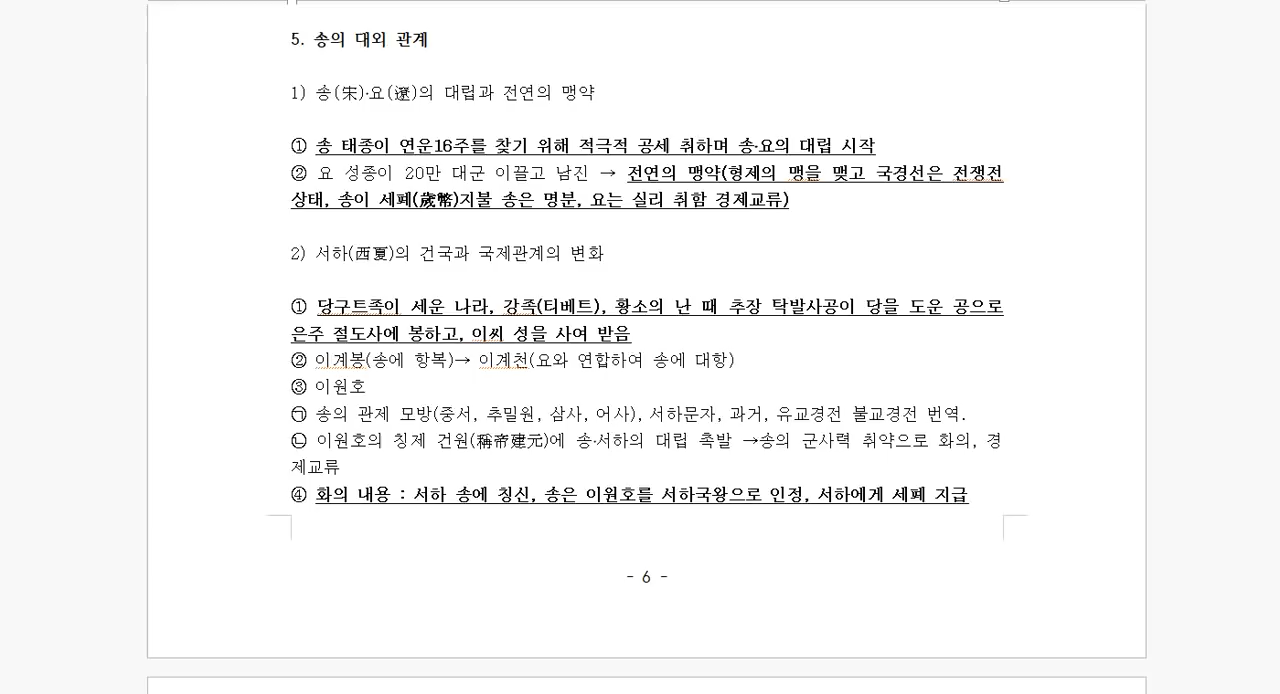 5. 송의 대외 관계
1) 송(宋)·요(遼)의 대립과 전연의 맹약
① 송 태종이 연운16주를 찾기 위해 적극적 공세 취하며 송·요의 대립 시작
② 요 성종이 20만 대군 이끌고 남진 → 전연의 맹약(형제의 맹을 맺고 국경선은 전쟁전
상태, 송이 세폐(歲幣)지불 송은 명분, 요는 실리 취함 경제교류)
2) 서하(西夏)의 건국과 국제관계의 변화
① 당구트족이 세운 나라, 강족(티베트), 황소의 난 때 추장 탁발사공이 당을 도운 공으로
은주 절도사에 봉하고, 이씨 성을 사여 받음
② 이계봉(송에 항복)→ 이계천(요와 연합하여 송에 대항)
③ 이원호
㉠ 송의 관제 모방(중서, 추밀원, 삼사, 어사), 서하문자, 과거, 유교경전 불교경전 번역.
㉡ 이원호의 칭제 건원(稱帝建元)에 송·서하의 대립 촉발 →송의 군사력 취약으로 화의, 경
제교류
④ 화의 내용 : 서하 송에 칭신, 송은 이원호를 서하국왕으로 인정, 서하에게 세폐 지급
- 6 -